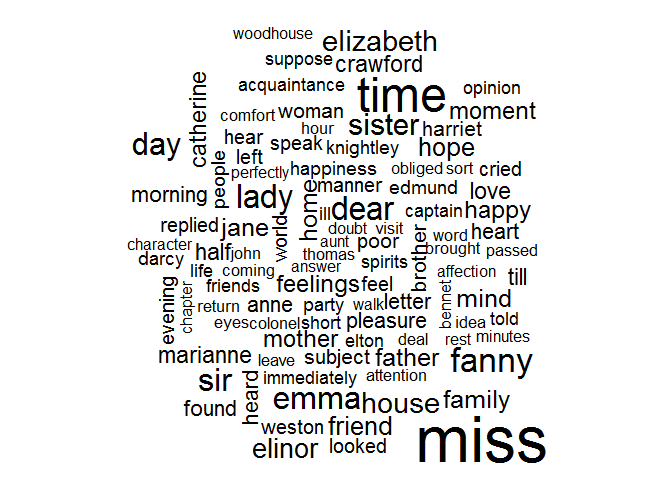 woodhouse
elizabeth
suppose
crawford
acquaintance
time
opinion
catherine
comfort
woman
moment
hour
sister
harriet
day
hear
speak
knightley
hope
left
people
perfectly
happiness
obliged
sort
cried
morning
lady
home
manner
edmund
love
ill
dear
captain
happy
replied
jane
world
doubt
visit
word
heart
character
half
john
aunt
poor
brother
brought
passed
darcy
thomas
spirits
life
coming
answer
affection
till
evening
chapter
friends
feelings
feel
return
anne
party
walk
letter
bennet
mind
eyes
colonel
short
pleasure
idea
told
mother
elton
deal
rest
minutes
marianne
leave
subject
father
fanny
sir
heard
immediately
attention
found
emma
house
family
weston
friend
miss
elinor
looked